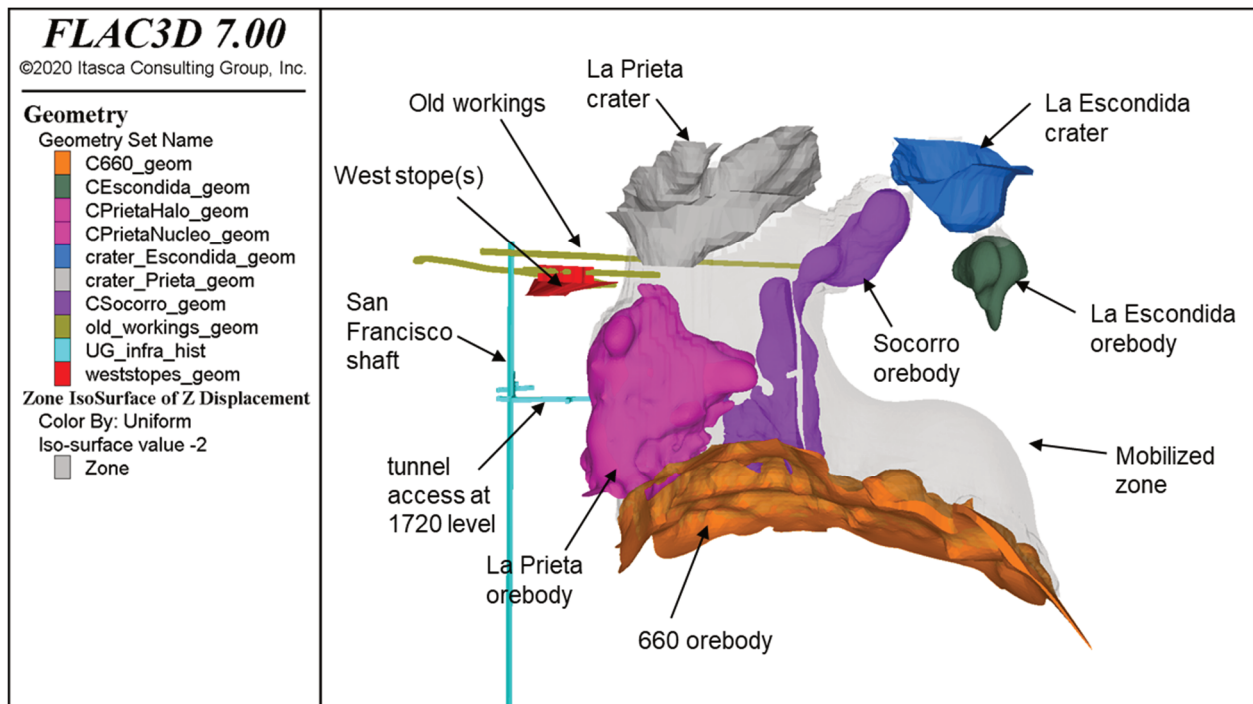 FLAC3D 7.00
©2020 Itasca Consulting Group, Inc.
Geometry
Geometry Set Name
C660_geom
CEscondida_geom
CPrietaHalo_geom
CPrietaNucleo_geom
crater_Escondida_geom
crater_Prieta_geom
CSocorro_geom
old_workings_geom
UG_infra_hist
weststopes_geom
Zone IsoSurface of Z Displacement
Color By: Uniform
Iso-surface value -2
Zone
La Prieta
crater
Old workings
West stope(s)
La Escondida
crater
San
Francisco
shaft
Socorro
orebody
La Escondida
orebody
tunnel
access at
1720 level
Mobilized
zone
La Prieta
orebody
660 orebody